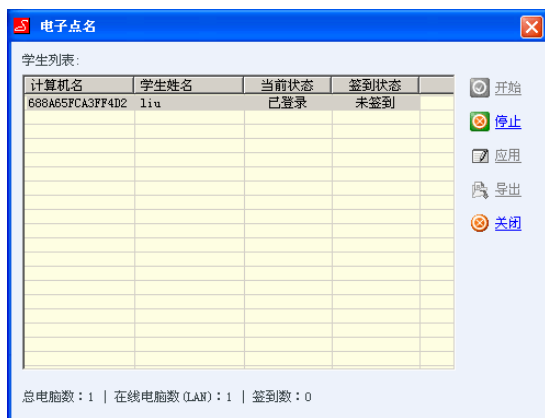 电子点名
学生列表:
计算机名 学生姓名 当前状态 签到状态
688A65FCA3FF4D2 liu 已登录 未签到
开始
停止
应用
导出
关闭
总电脑数：1 | 在线电脑数(LAN)：1 | 签到数：0